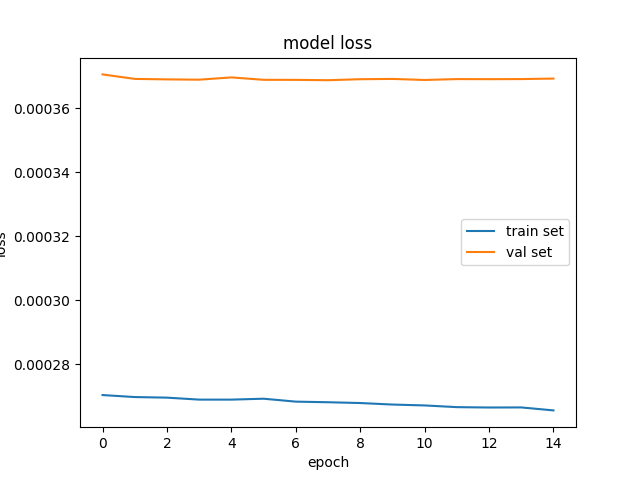 model loss
0.00036
0.00034
0.00032
0.00030
0.00028
loss
train set
val set
0 2 4 6 8 10 12 14
epoch